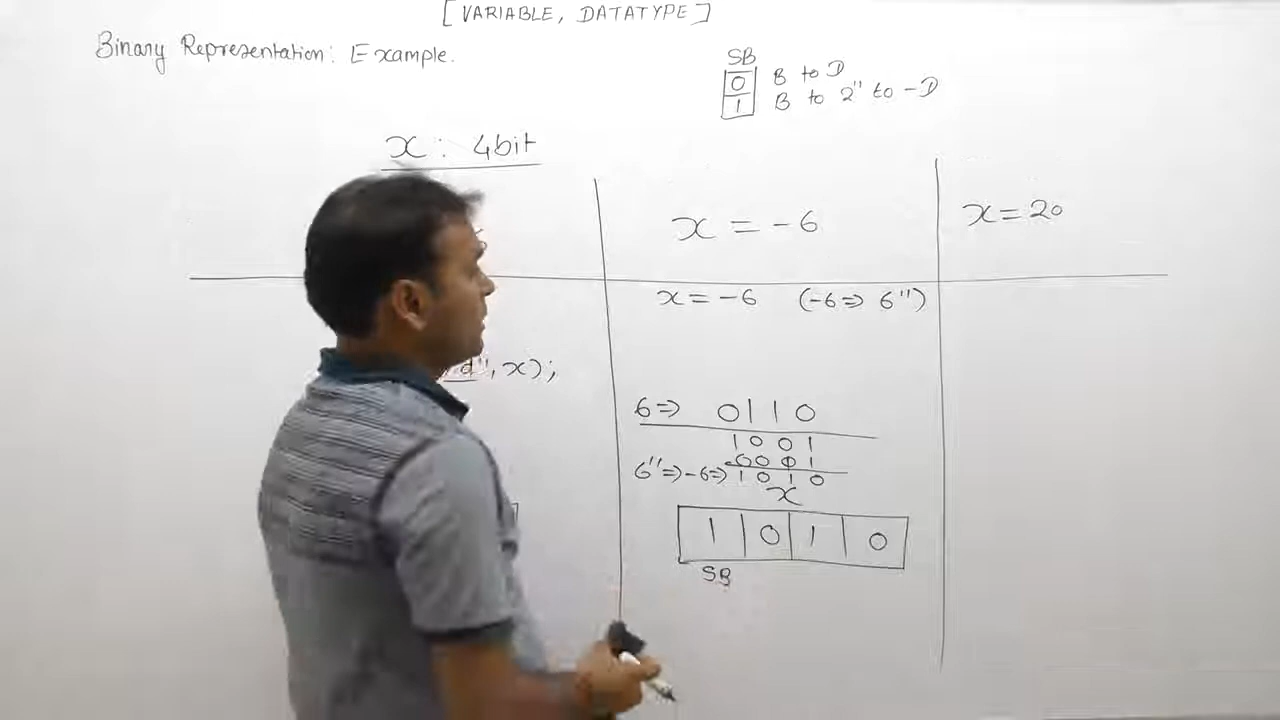 [VARIABLE, DATATYPE]
Binary Representation: Example.
SB
0 B to D
1 B to 2" to -D
x : 4bit
x = -6
x = 20
x = -6 (-6 => 6")
d", x);
6 => 0110
1001
0001
6" => -6 => 1010
x
1 0 1 0
SB